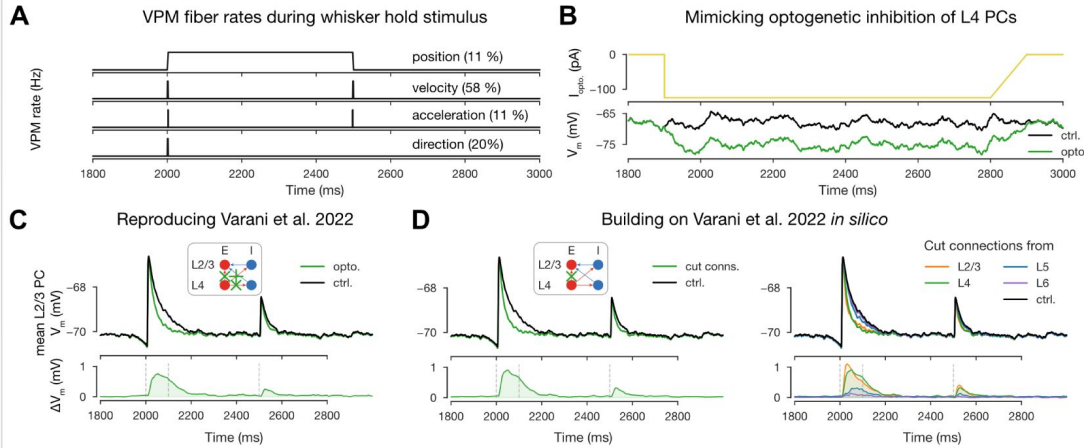 A
VPM fiber rates during whisker hold stimulus
VPM rate (Hz)
position (11 %)
velocity (58 %)
acceleration (11 %)
direction (20%)
1800 2000 2200 2400 2600 2800 3000
Time (ms)
B
Mimicking optogenetic inhibition of L4 PCs
I opto. (pA)
0
−100
V m (mV)
−65
−75
ctrl.
opto
1800 2000 2200 2400 2600 2800 3000
Time (ms)
C
Reproducing Varani et al. 2022
E I
L2/3
L4
opto.
ctrl.
mean L2/3 PC
V m (mV)
−68
−70
ΔV m (mV)
1
0
1800 2000 2200 2400 2600 2800
Time (ms)
D
Building on Varani et al. 2022 in silico
E I
L2/3
L4
cut conns.
ctrl.
−68
−70
1
0
1800 2000 2200 2400 2600 2800
Time (ms)
Cut connections from
L2/3 L5
L4 L6
ctrl.
−68
−70
1
0
1800 2000 2200 2400 2600 2800
Time (ms)